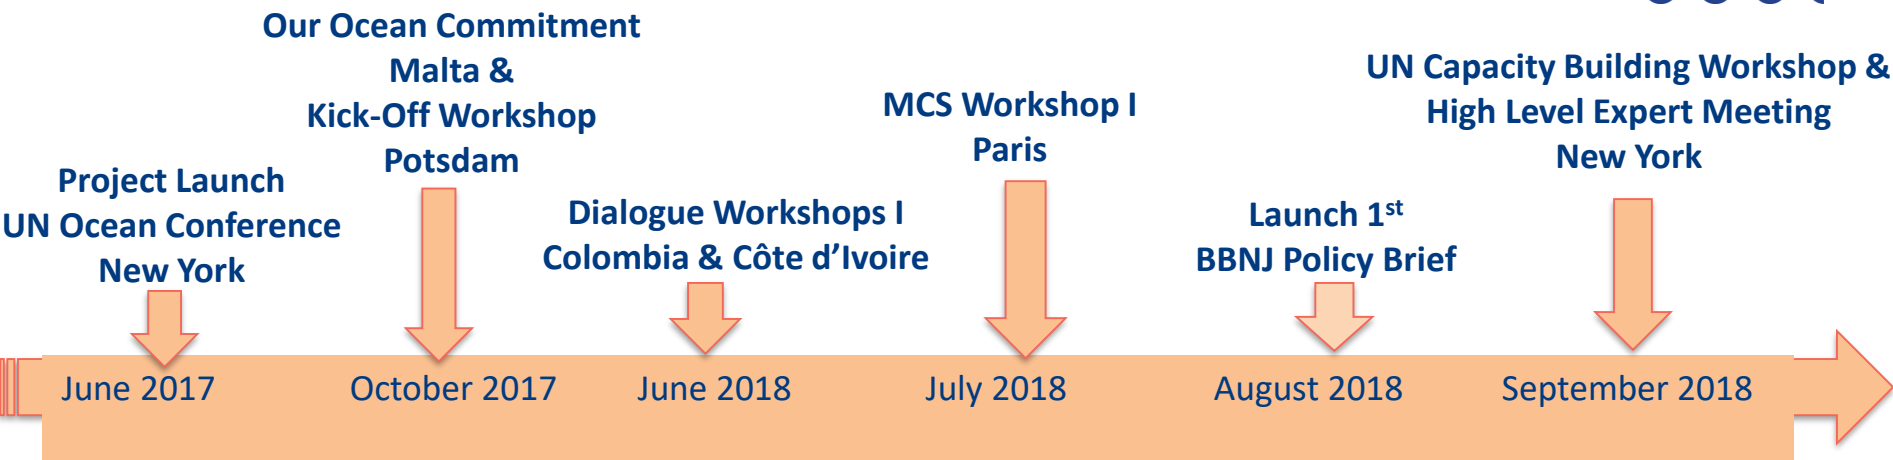 Our Ocean Commitment
Malta &
Kick-Off Workshop
Potsdam
Project Launch
UN Ocean Conference
New York
Dialogue Workshops I
Colombia & Côte d’Ivoire
MCS Workshop I
Paris
Launch 1st
BBNJ Policy Brief
UN Capacity Building Workshop &
High Level Expert Meeting
New York
June 2017
October 2017
June 2018
July 2018
August 2018
September 2018